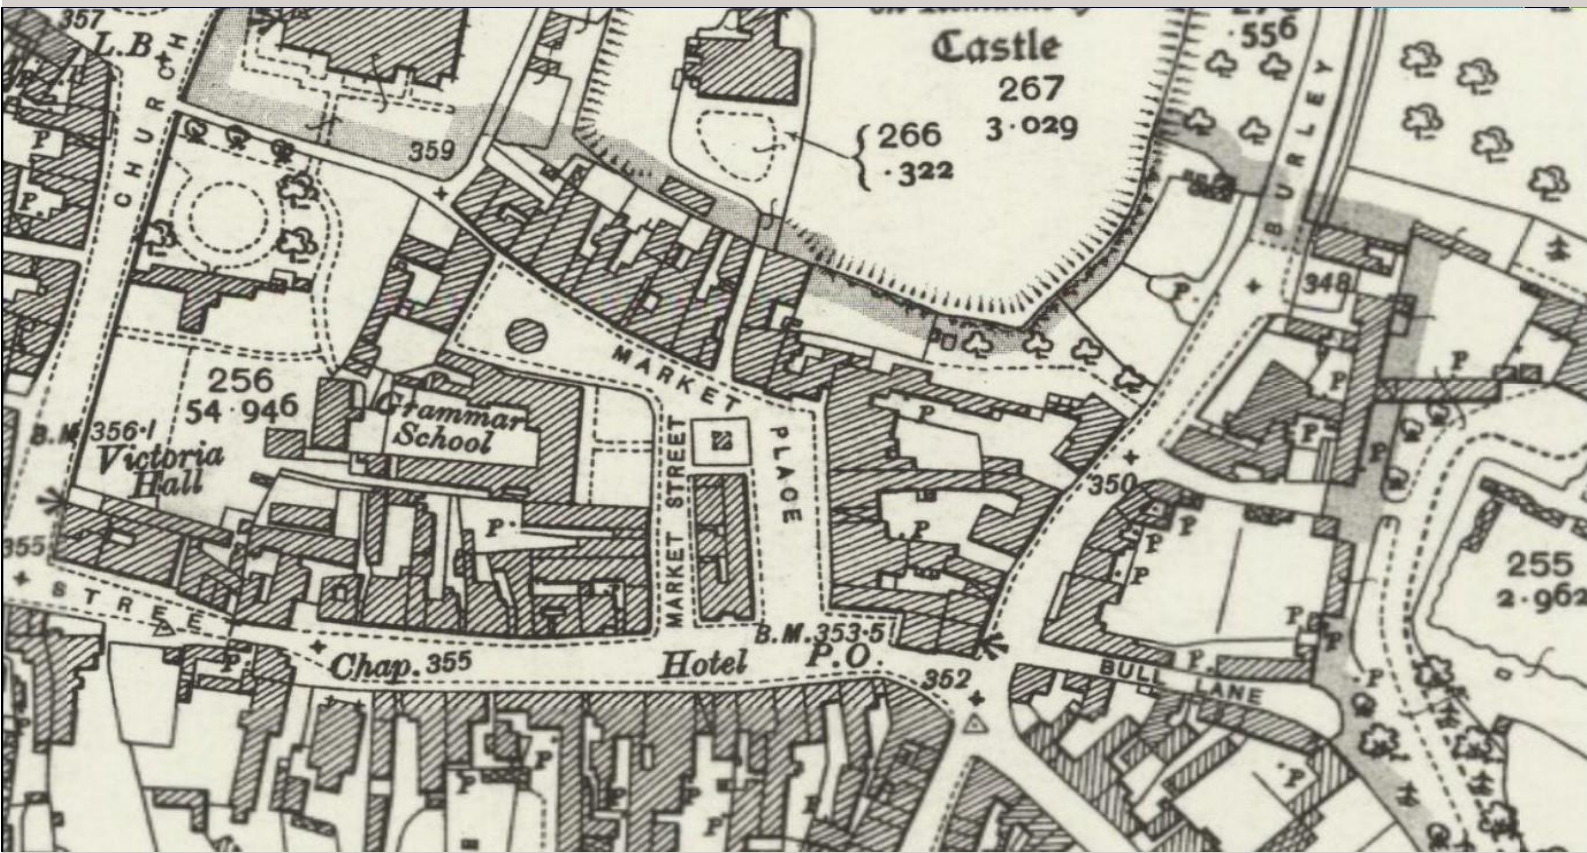 357
L.B.
CHURCH
359
Castle
267
3·029
266
·322
·556
BURLEY
348
P.
P
P
256
54·946
B.M. 356·1
Victoria
Hall
Grammar
School
MARKET
PLACE
MARKET STREET
MARKET STREET
P
P
P
P
P
P
350
P
P
P
P
355
STREE
Chap. 355
Hotel
B.M. 353·5
P.O.
352
BULL LANE
P.
P
P
P
255
2·962
P
P
P
P
P
P